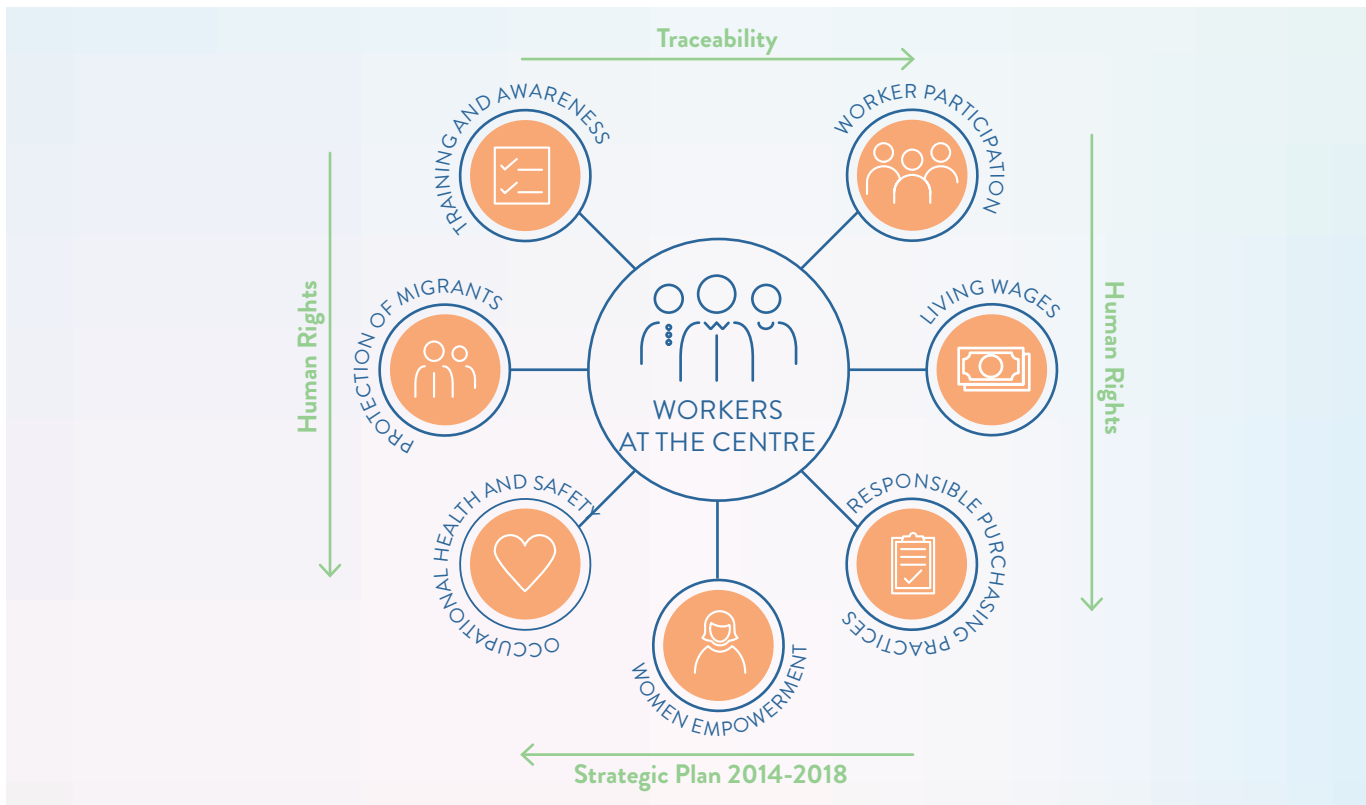 Traceability
TRAINING AND AWARENESS
WORKER PARTICIPATION
Human Rights
PROTECTION OF MIGRANTS
WORKERS
AT THE CENTRE
LIVING WAGES
Human Rights
OCCUPATIONAL HEALTH AND SAFETY
RESPONSIBLE PURCHASING PRACTICES
WOMEN EMPOWERMENT
Strategic Plan 2014-2018